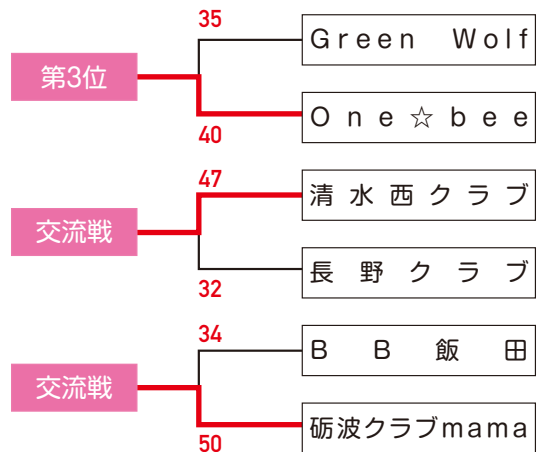 35
Green Wolf
第3位
One☆bee
40
47
清水西クラブ
交流戦
長野クラブ
32
34
BB飯田
交流戦
砺波クラブmama
50